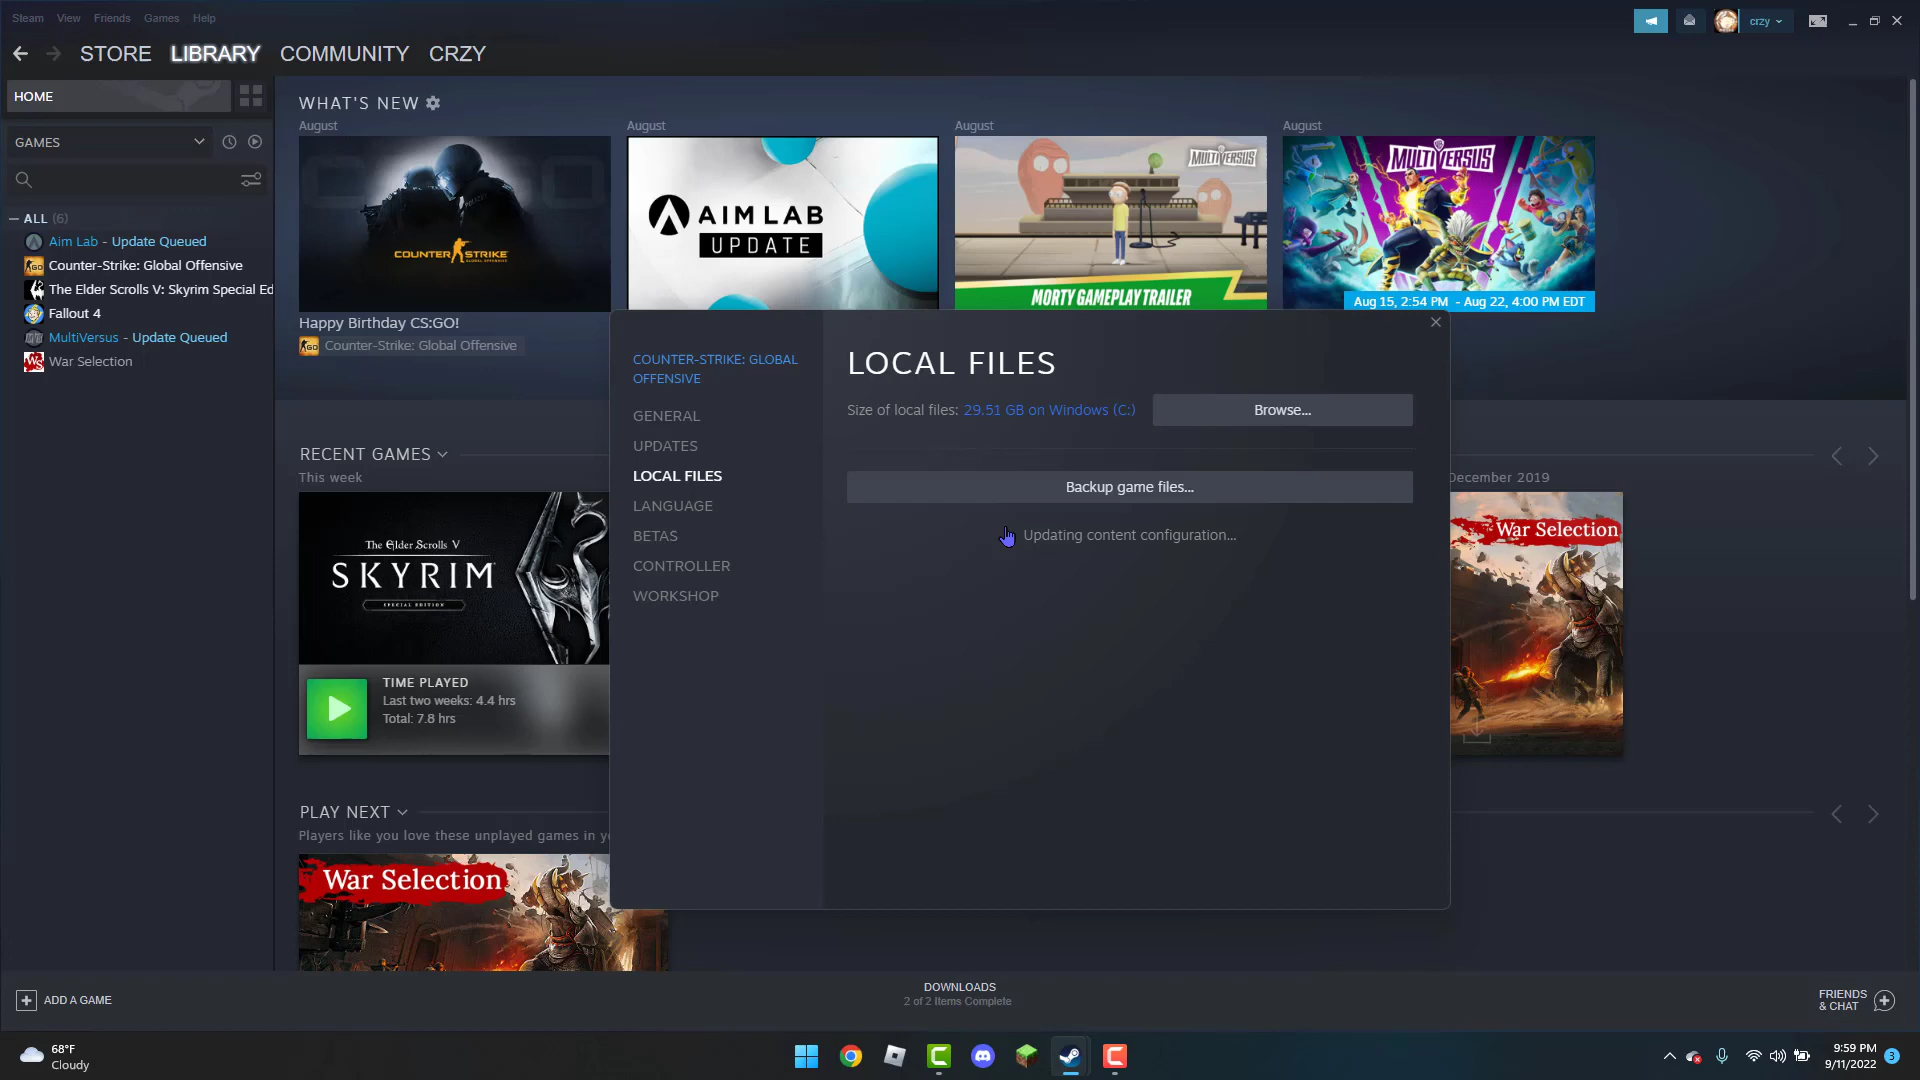 Steam View Friends Games Help
crzy
STORE LIBRARY COMMUNITY CRZY
HOME
GAMES
ALL (6)
Aim Lab - Update Queued
Counter-Strike: Global Offensive
The Elder Scrolls V: Skyrim Special Ed
Fallout 4
MultiVersus - Update Queued
War Selection
WHAT'S NEW
August
August
August
August
COUNTER STRIKE
GLOBAL OFFENSIVE
AIMLAB
UPDATE
MULTIVERSUS
MORTY GAMEPLAY TRAILER
MULTIVERSUS
Aug 15, 2:54 PM - Aug 22, 4:00 PM EDT
Happy Birthday CS:GO!
Counter-Strike: Global Offensive
COUNTER-STRIKE: GLOBAL
OFFENSIVE
GENERAL
UPDATES
LOCAL FILES
LANGUAGE
BETAS
CONTROLLER
WORKSHOP
LOCAL FILES
Size of local files: 29.51 GB on Windows (C:)
Browse...
Backup game files...
Updating content configuration...
RECENT GAMES
This week
The Elder Scrolls V
SKYRIM
SPECIAL EDITION
TIME PLAYED
Last two weeks: 4.4 hrs
Total: 7.8 hrs
December 2019
War Selection
PLAY NEXT
Players like you love these unplayed games in y
War Selection
ADD A GAME
DOWNLOADS
2 of 2 Items Complete
FRIENDS
& CHAT
68°F
Cloudy
9:59 PM
9/11/2022
3